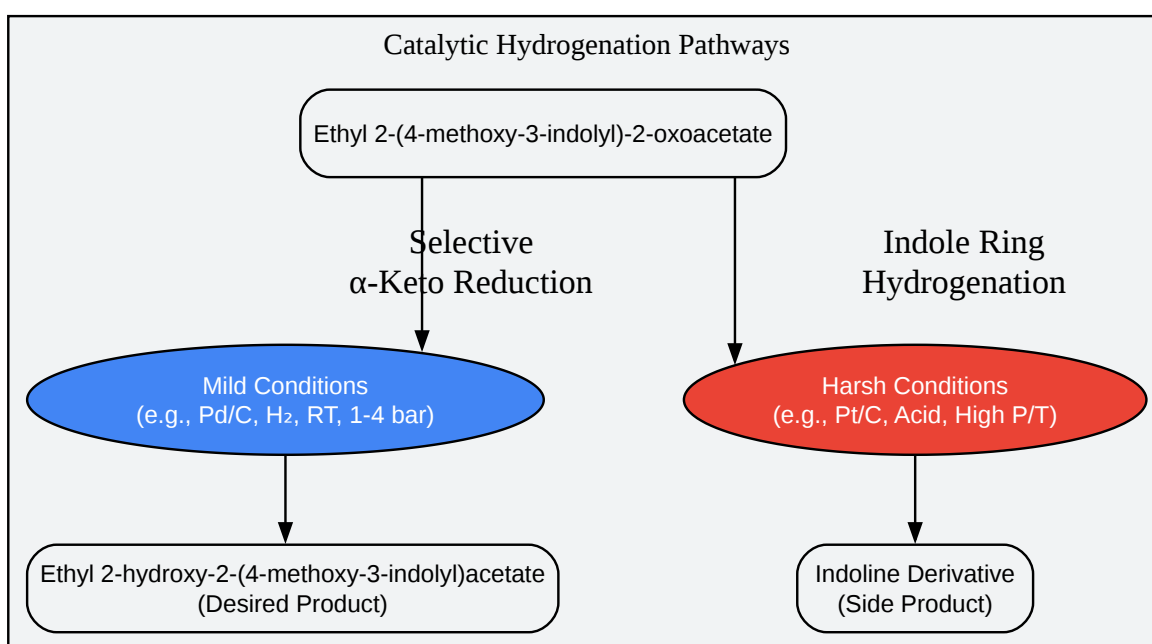 Catalytic Hydrogenation Pathways
Ethyl 2-(4-methoxy-3-indolyl)-2-oxoacetate
Selective
α-Keto Reduction
Indole Ring
Hydrogenation
Mild Conditions
(e.g., Pd/C, H₂, RT, 1-4 bar)
Harsh Conditions
(e.g., Pt/C, Acid, High P/T)
Ethyl 2-hydroxy-2-(4-methoxy-3-indolyl)acetate
(Desired Product)
Indoline Derivative
(Side Product)